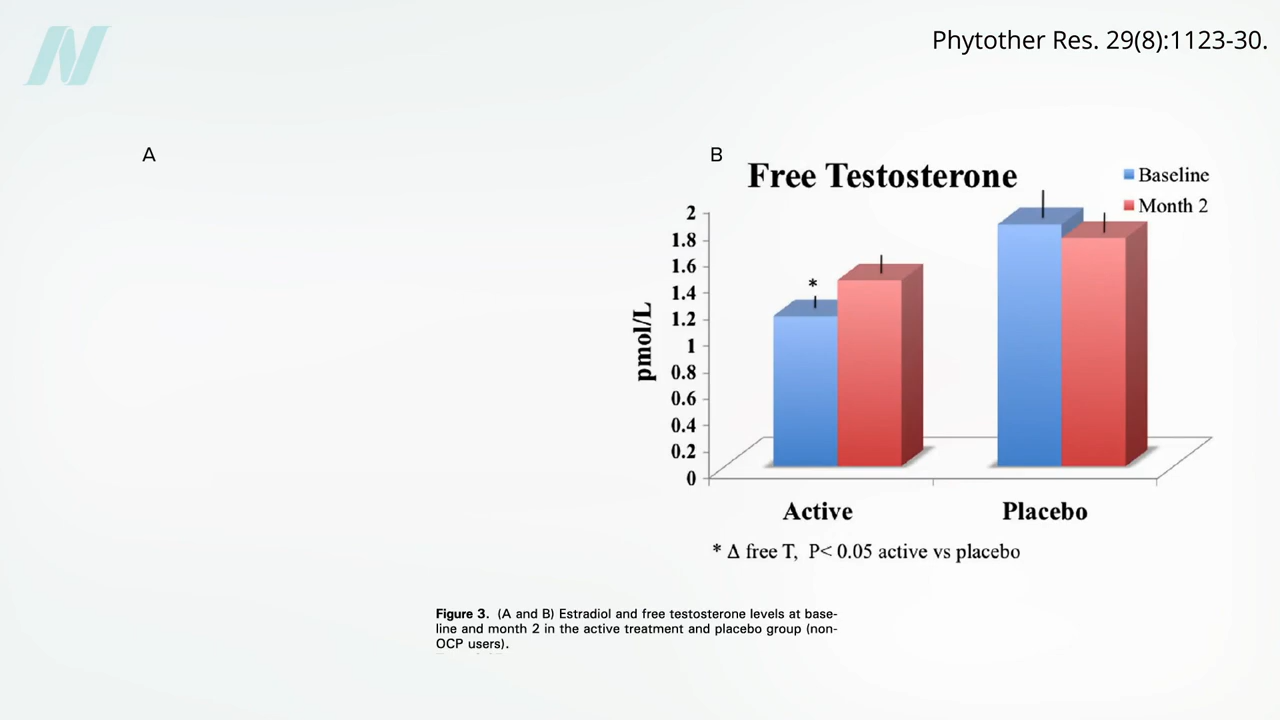 N
Phytother Res. 29(8):1123-30.
A
B
Free Testosterone
Baseline
Month 2
pmol/L
2
1.8
1.6
1.4
1.2
1
0.8
0.6
0.4
0.2
0
*
Active
Placebo
* Δ free T, P< 0.05 active vs placebo
Figure 3. (A and B) Estradiol and free testosterone levels at base-
line and month 2 in the active treatment and placebo group (non-
OCP users).